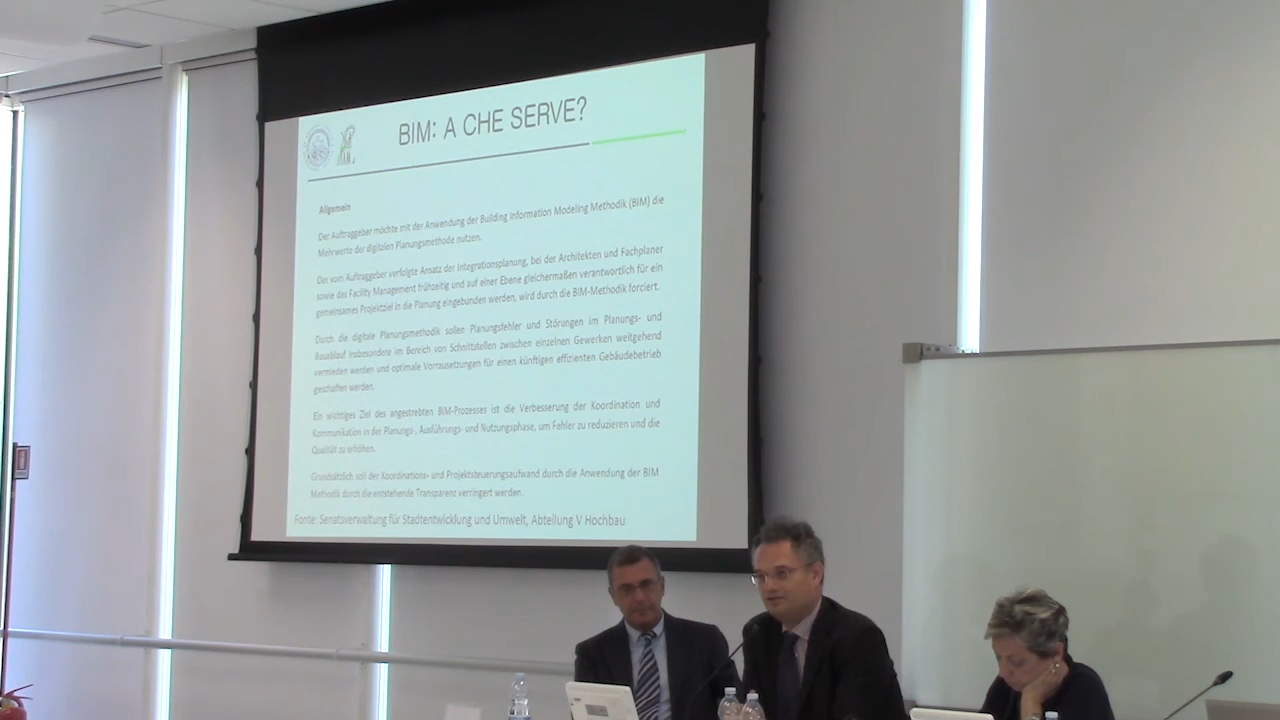 BIM: A CHE SERVE?
Allgemein
Der Auftraggeber möchte mit der Anwendung der Building Information Modeling Methodik (BIM) die
Mehrwerte der digitalen Planungsmethode nutzen.
Der vom Auftraggeber verfolgte Ansatz der Integrationsplanung, bei der Architekten und Fachplaner
sowie das Facility Management frühzeitig und auf einer Ebene gleichermaßen verantwortlich für ein
gemeinsames Projektziel in die Planung eingebunden werden, wird durch die BIM-Methodik forciert.
Durch die digitale Planungsmethodik sollen Planungsfehler und Störungen im Planungs- und
Bauablauf insbesondere im Bereich von Schnittstellen zwischen einzelnen Gewerken weitgehend
vermieden werden und optimale Vorrausetzungen für einen künftigen effizienten Gebäudebetrieb
geschaffen werden.
Ein wichtiges Ziel des angestrebten BIM-Prozesses ist die Verbesserung der Koordination und
Kommunikation in der Planungs-, Ausführungs- und Nutzungsphase, um Fehler zu reduzieren und die
Qualität zu erhöhen.
Grundsätzlich soll der Koordinations- und Projektsteuerungsaufwand durch die Anwendung der BIM
Methodik durch die entstehende Transparenz verringert werden.
Fonte: Senatsverwaltung für Stadtentwicklung und Umwelt, Abteilung V Hochbau